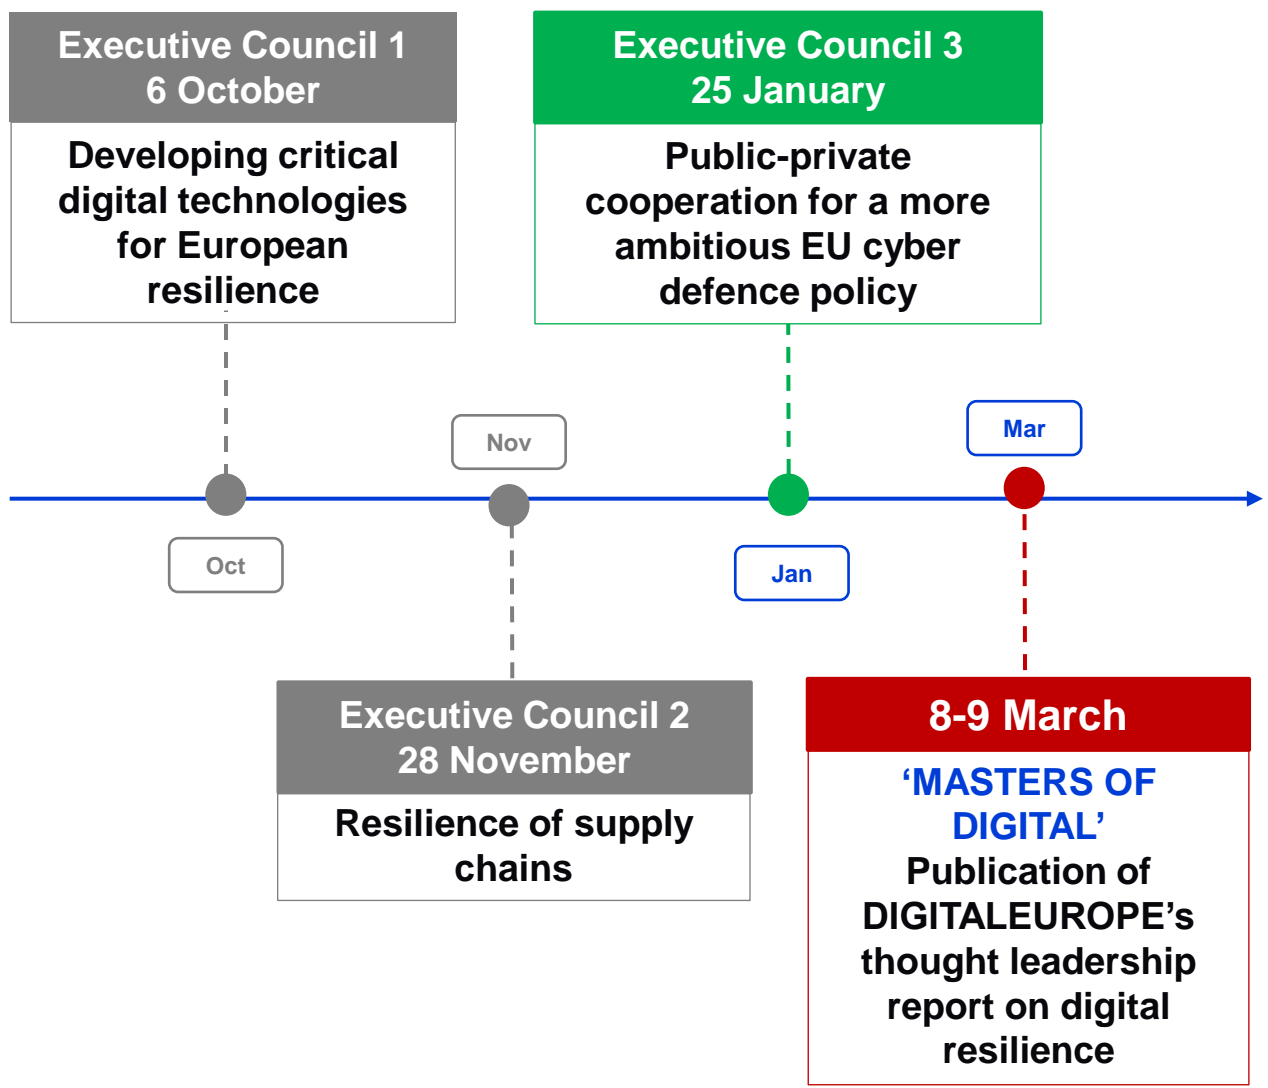 Executive Council 1
6 October
Developing critical
digital technologies
for European
resilience
Executive Council 3
25 January
Public-private
cooperation for a more
ambitious EU cyber
defence policy
Nov
Mar
Oct
Jan
Executive Council 2
28 November
Resilience of supply
chains
8-9 March
‘MASTERS OF
DIGITAL’
Publication of
DIGITALEUROPE’s
thought leadership
report on digital
resilience